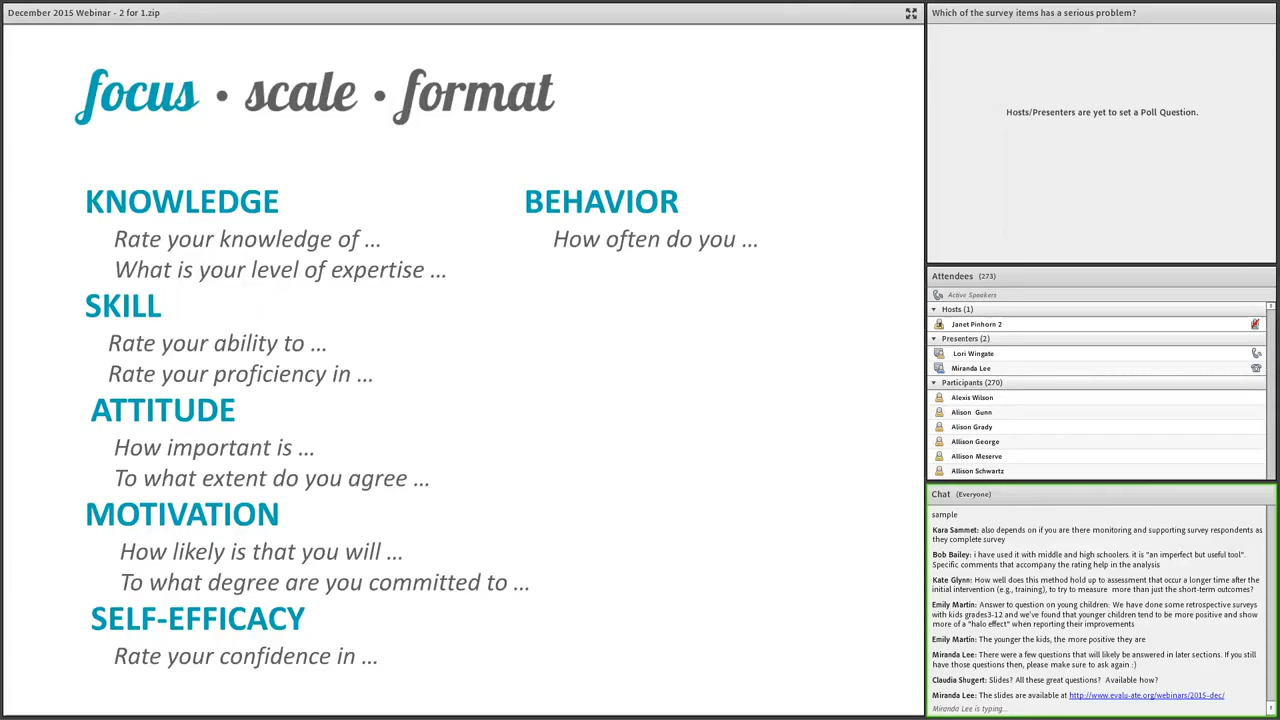 December 2015 Webinar - 2 for 1.zip
focus • scale • format
KNOWLEDGE
Rate your knowledge of ...
What is your level of expertise ...
SKILL
Rate your ability to ...
Rate your proficiency in ...
ATTITUDE
How important is ...
To what extent do you agree ...
MOTIVATION
How likely is that you will ...
To what degree are you committed to ...
SELF-EFFICACY
Rate your confidence in ...
BEHAVIOR
How often do you ...
Which of the survey items has a serious problem?
Hosts/Presenters are yet to set a Poll Question.
Attendees (273)
Active Speakers
Hosts (1)
Janet Pinhorn 2
Presenters (2)
Lori Wingate
Miranda Lee
Participants (270)
Alexis Wilson
Alison Gunn
Alison Grady
Allison George
Allison Meserve
Allison Schwartz
Chat (Everyone)
sample
Kara Sammet: also depends on if you are there monitoring and supporting survey respondents as
they complete survey
Bob Bailey: i have used it with middle and high schoolers. it is "an imperfect but useful tool".
Specific comments that accompany the rating help in the analysis
Kate Glynn: How well does this method hold up to assessment that occur a longer time after the
initial intervention (e.g., training), to try to measure more than just the short-term outcomes?
Emily Martin: Answer to question on young children: We have done some retrospective surveys
with kids grades3-12 and we've found that younger children tend to be more positive and show
more of a "halo effect" when reporting their improvements
Emily Martin: The younger the kids, the more positive they are
Miranda Lee: There were a few questions that will likely be answered in later sections. If you still
have those questions then, please make sure to ask again :)
Claudia Shugert: Slides? All these great questions? Available how?
Miranda Lee: The slides are available at http://www.evalu-ate.org/webinars/2015-dec/
Miranda Lee is typing...